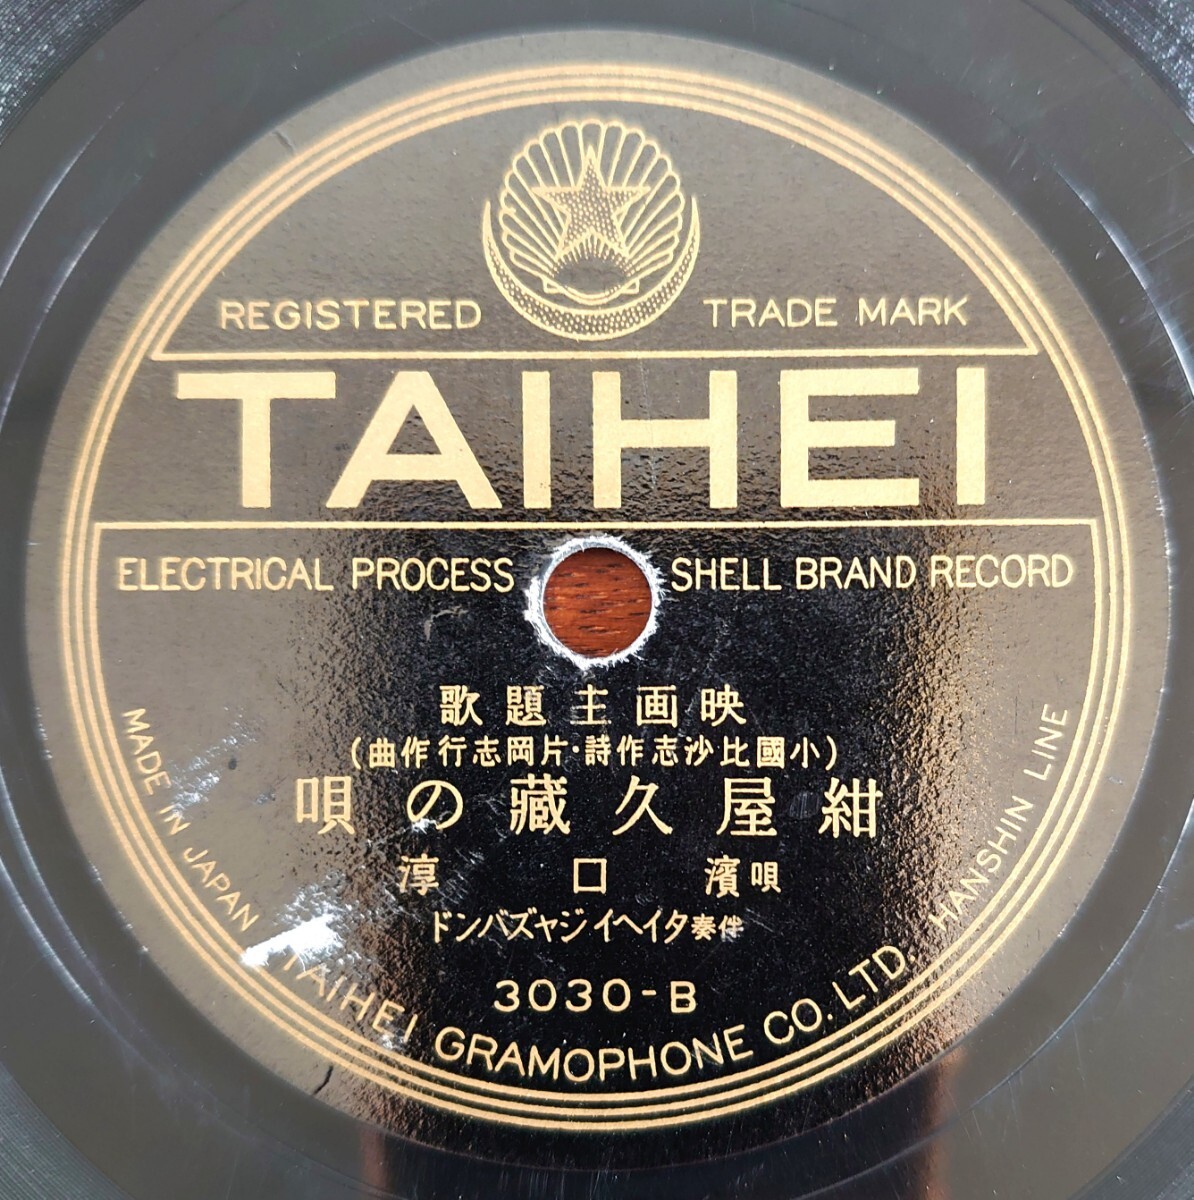 REGISTERED TRADE MARK
TAIHEI
ELECTRICAL PROCESS SHELL BRAND RECORD
映画主題歌
(小國比沙志作詩・片岡志行作曲)
紺屋久藏の唄
唄 濱口淳
伴奏タイヘイジャズバンド
3030-B
MADE IN JAPAN TAIHEI GRAMOPHONE CO. LTD. HANSHIN LINE